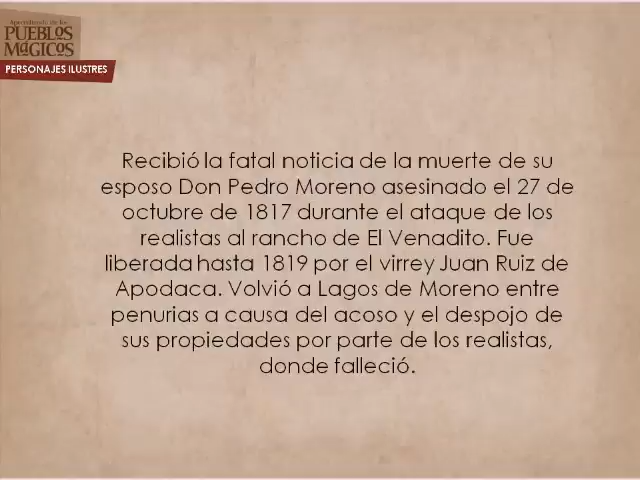 Aprendiendo de los
PUEBLOS
MáGICOS
PERSONAJES ILUSTRES
Recibió la fatal noticia de la muerte de su
esposo Don Pedro Moreno asesinado el 27 de
octubre de 1817 durante el ataque de los
realistas al rancho de El Venadito. Fue
liberada hasta 1819 por el virrey Juan Ruiz de
Apodaca. Volvió a Lagos de Moreno entre
penurias a causa del acoso y el despojo de
sus propiedades por parte de los realistas,
donde falleció.